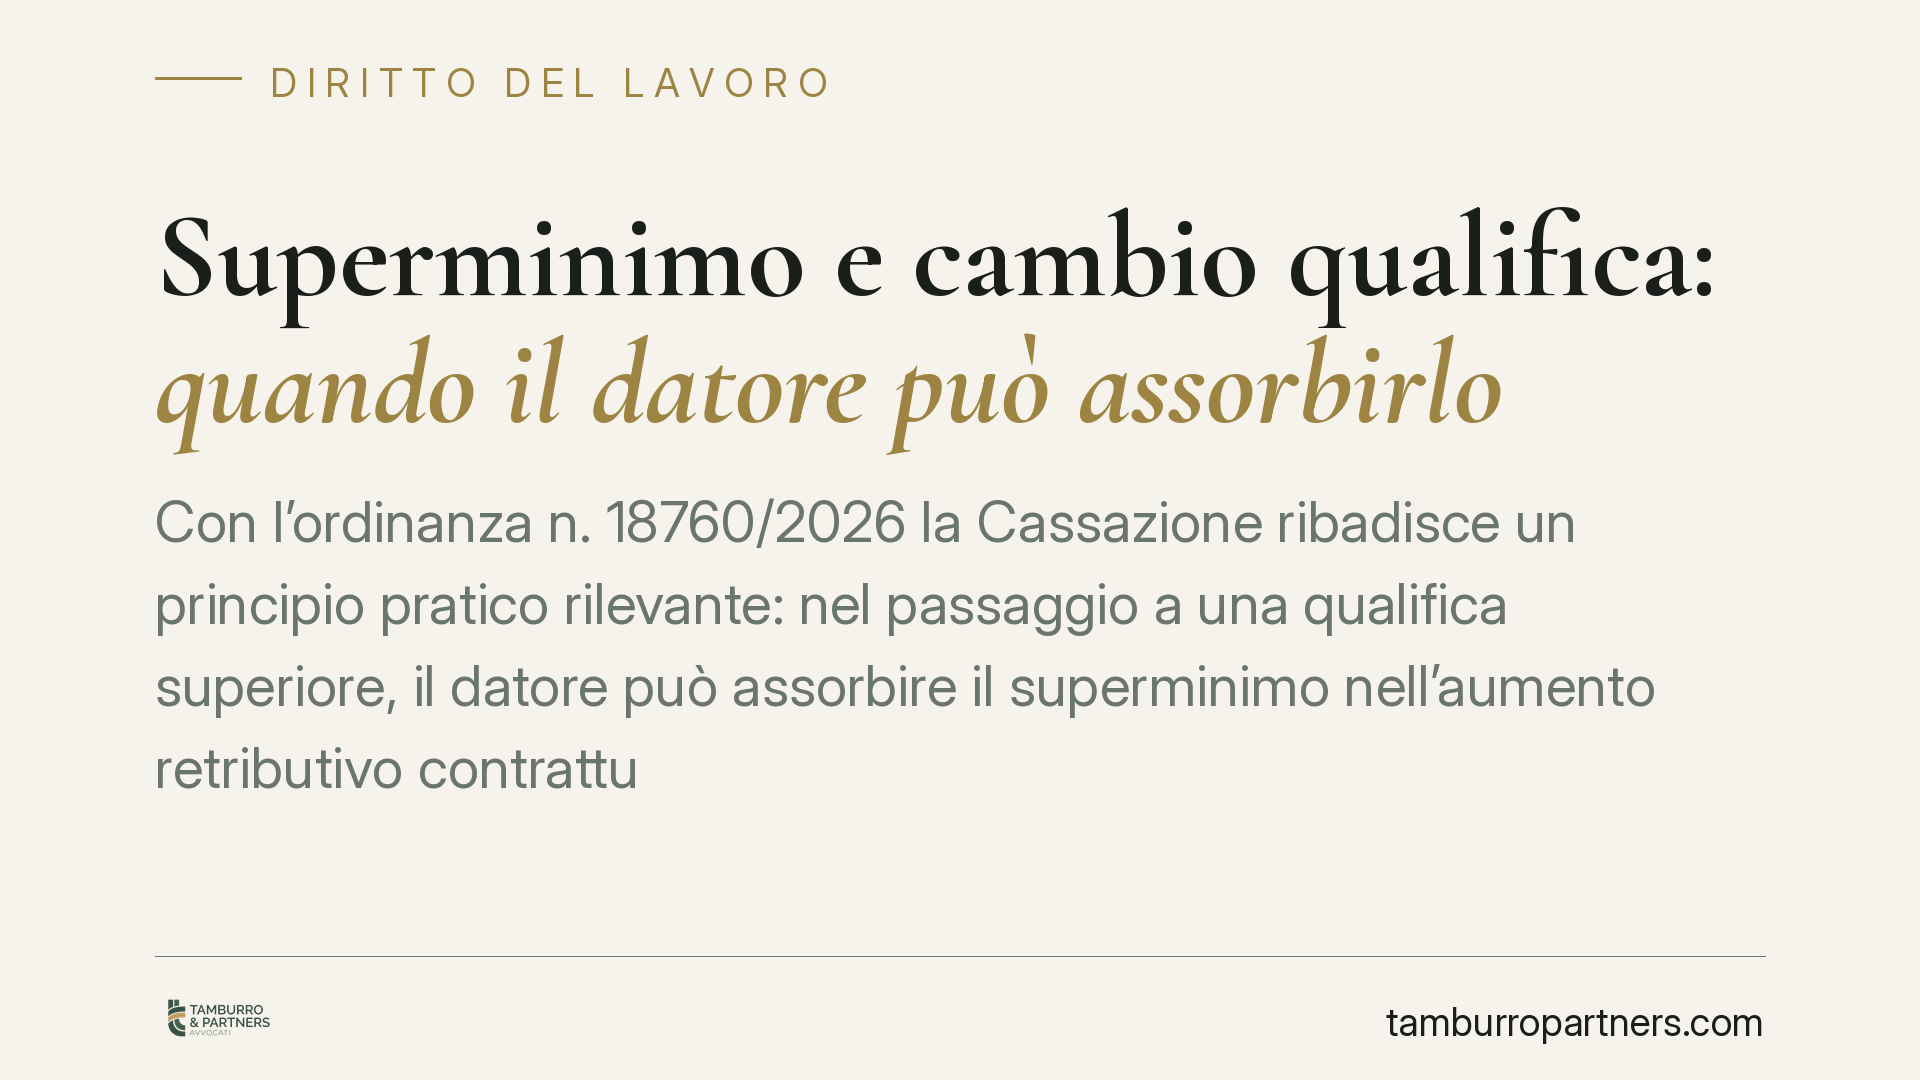 DIRITTO DEL LAVORO
Superminimo e cambio qualifica:
quando il datore può assorbirlo
Con l’ordinanza n. 18760/2026 la Cassazione ribadisce un
principio pratico rilevante: nel passaggio a una qualifica
superiore, il datore può assorbire il superminimo nell’aumento
retributivo contrattu
TAMBURRO
& PARTNERS
AVVOCATI
tamburropartners.com